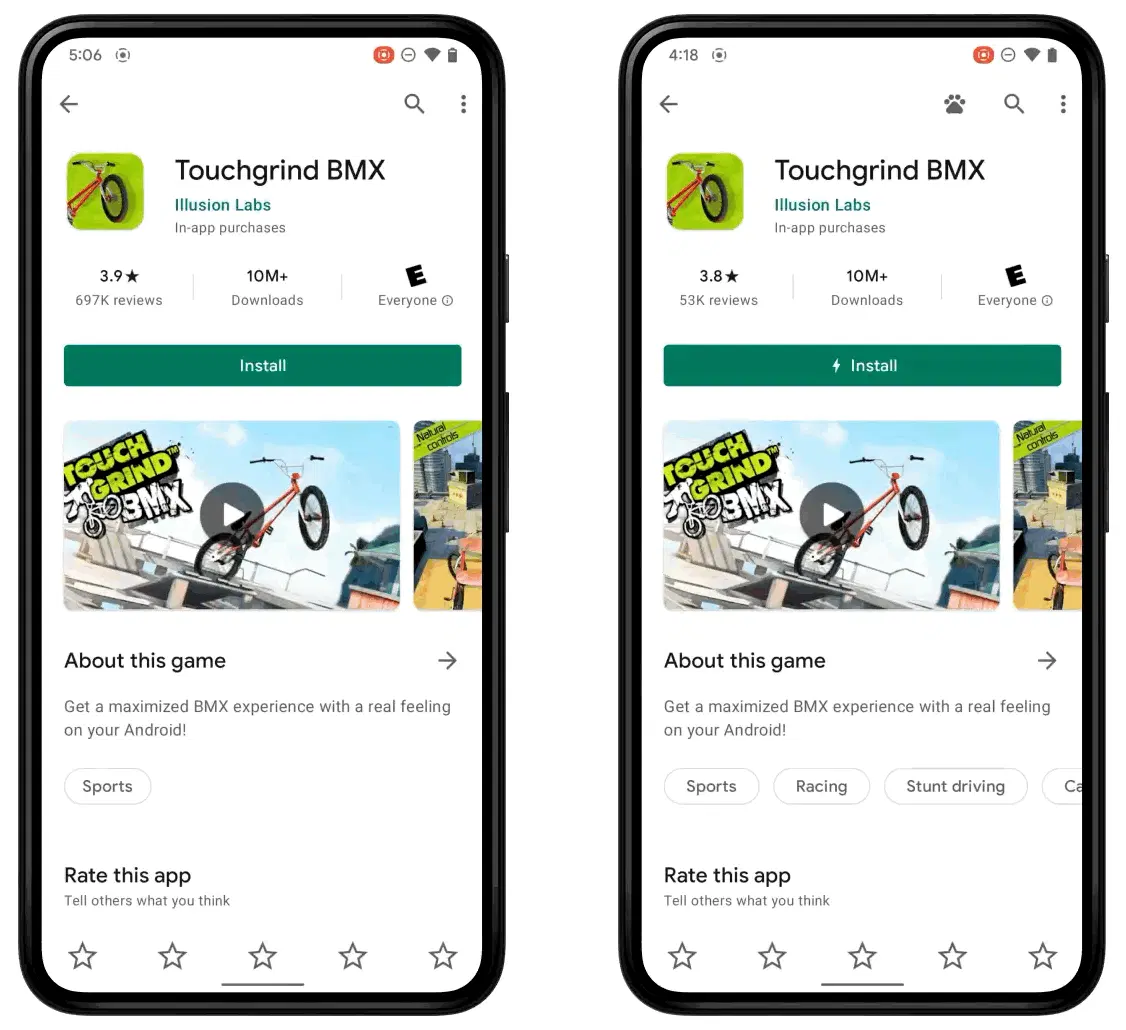 5:06
Touchgrind BMX
Illusion Labs
In-app purchases
3.9★
697K reviews
10M+
Downloads
E
Everyone
Install
TOUCH
GRIND™
BMX
Natural
controls
About this game
Get a maximized BMX experience with a real feeling
on your Android!
Sports
Rate this app
Tell others what you think
4:18
Touchgrind BMX
Illusion Labs
In-app purchases
3.8★
53K reviews
10M+
Downloads
E
Everyone
Install
TOUCH
GRIND™
BMX
Natural
controls
About this game
Get a maximized BMX experience with a real feeling
on your Android!
Sports
Racing
Stunt driving
Ca
Rate this app
Tell others what you think